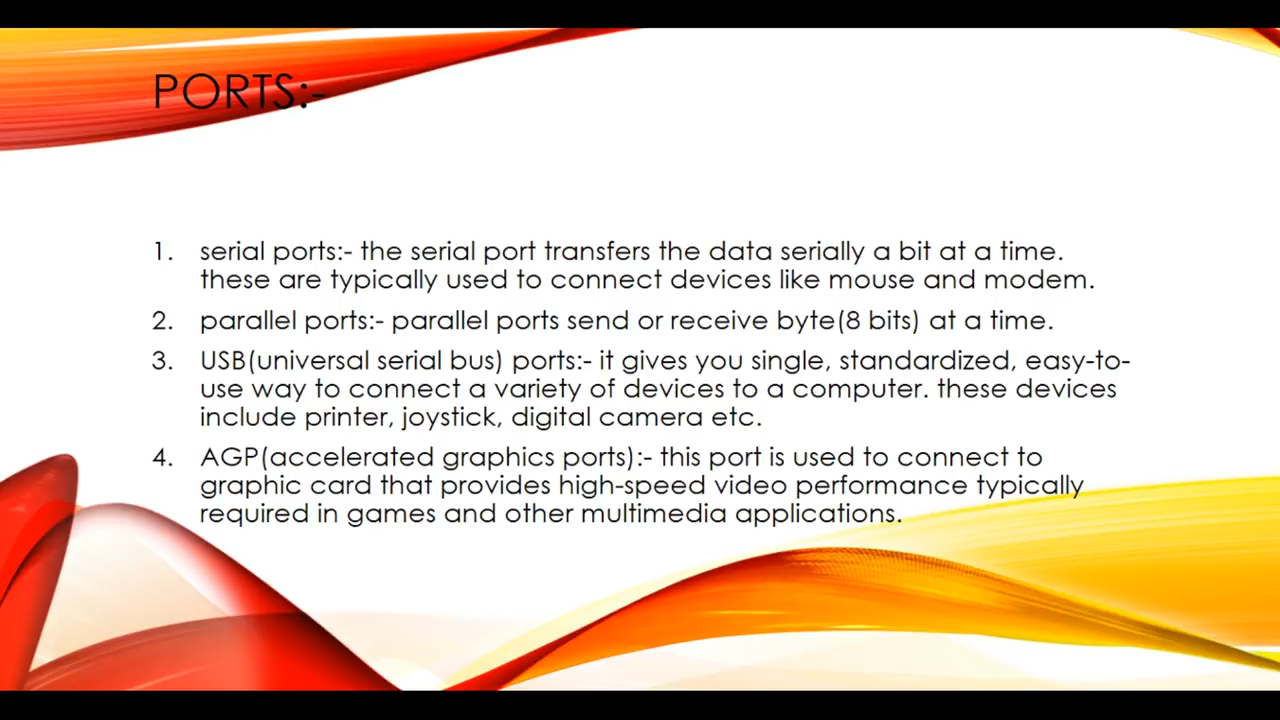 PORTS:-
1. serial ports:- the serial port transfers the data serially a bit at a time.
these are typically used to connect devices like mouse and modem.
2. parallel ports:- parallel ports send or receive byte(8 bits) at a time.
3. USB(universal serial bus) ports:- it gives you single, standardized, easy-to-
use way to connect a variety of devices to a computer. these devices
include printer, joystick, digital camera etc.
4. AGP(accelerated graphics ports):- this port is used to connect to
graphic card that provides high-speed video performance typically
required in games and other multimedia applications.